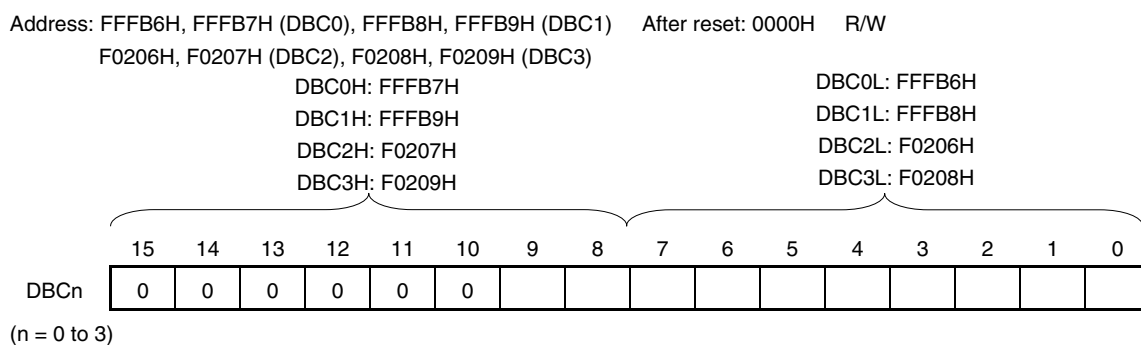 Address: FFFB6H, FFFB7H (DBC0), FFFB8H, FFFB9H (DBC1) After reset: 0000H R/W
F0206H, F0207H (DBC2), F0208H, F0209H (DBC3)
DBC0H: FFFB7H DBC0L: FFFB6H
DBC1H: FFFB9H DBC1L: FFFB8H
DBC2H: F0207H DBC2L: F0206H
DBC3H: F0209H DBC3L: F0208H
15 14 13 12 11 10 9 8 7 6 5 4 3 2 1 0
DBCn 0 0 0 0 0 0
(n = 0 to 3)